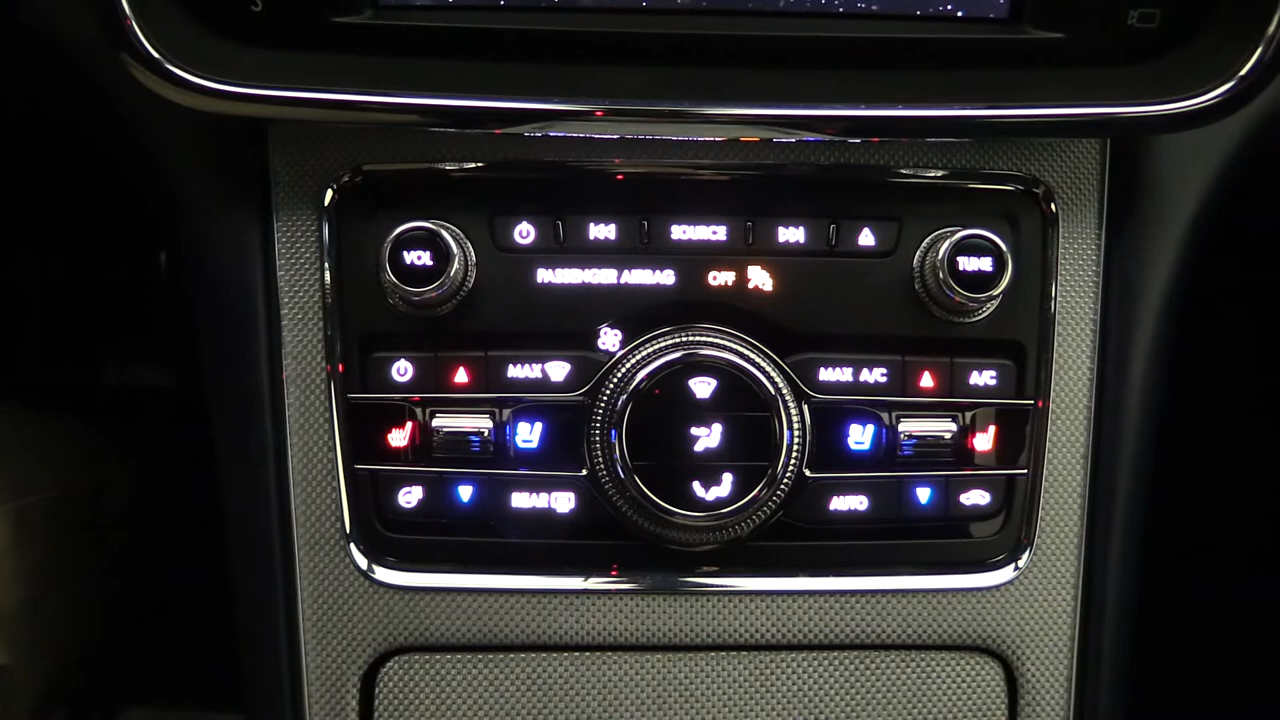 SOURCE
VOL
TUNE
PASSENGER AIRBAG OFF
MAX
MAX A/C
A/C
REAR
AUTO